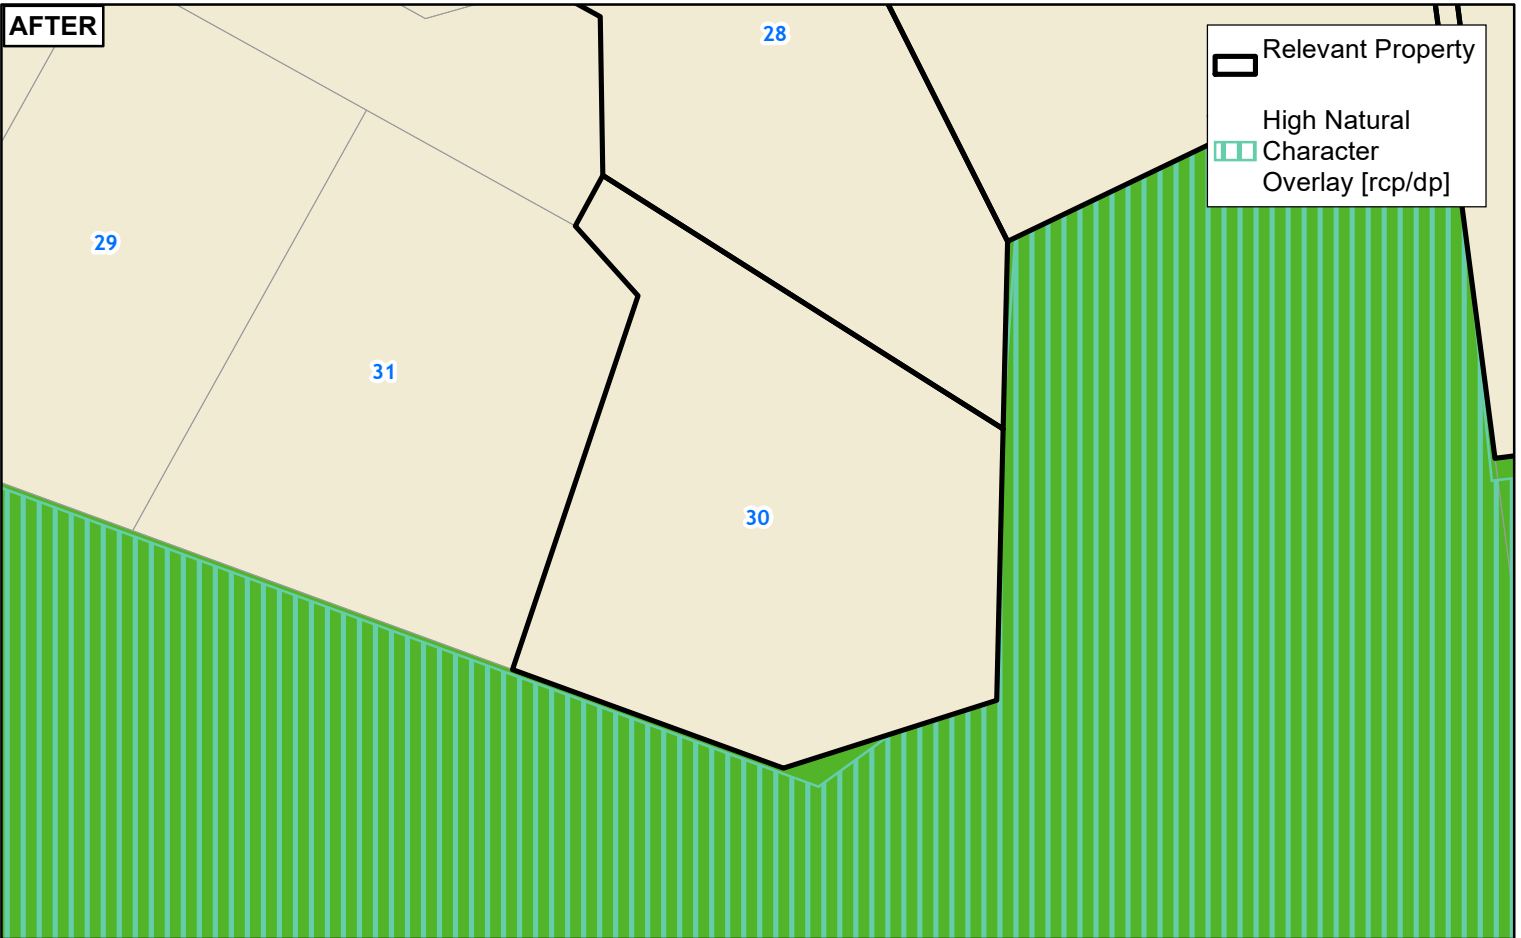 AFTER
28
Relevant Property
High Natural
Character
Overlay [rcp/dp]
29
31
30